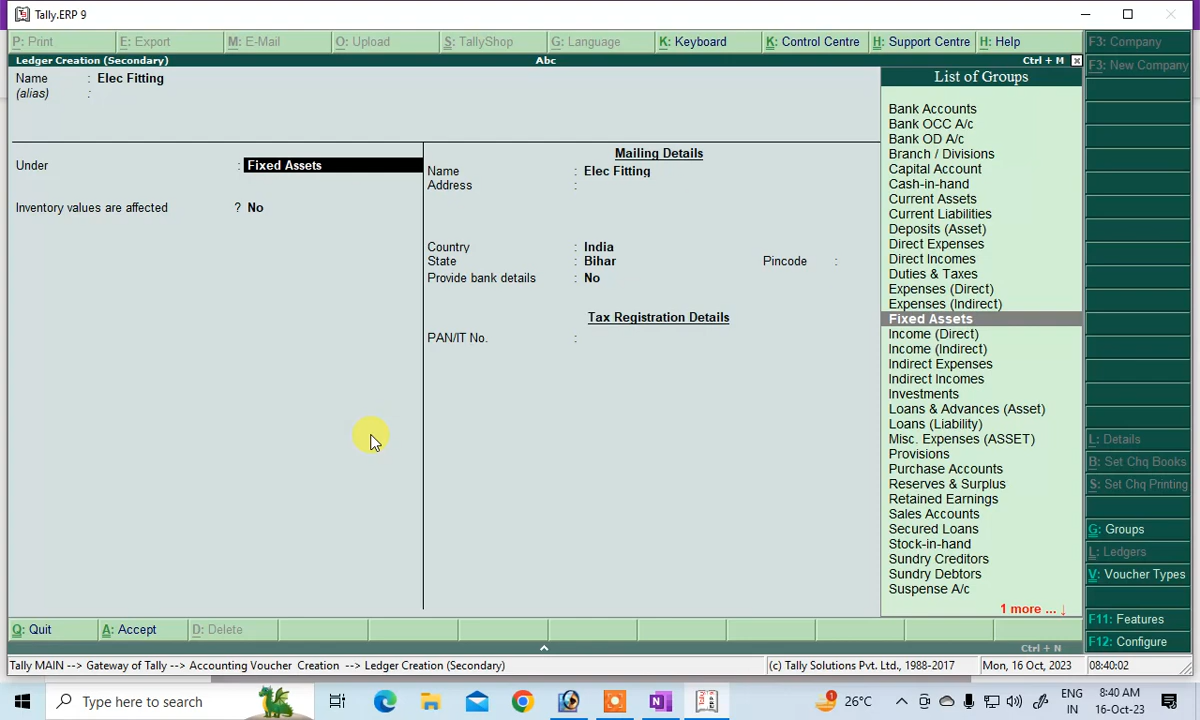 Tally.ERP 9
P: Print
E: Export
M: E-Mail
O: Upload
S: TallyShop
G: Language
K: Keyboard
K: Control Centre
H: Support Centre
H: Help
Ledger Creation (Secondary)
Abc
Ctrl + M
Name : Elec Fitting
(alias) :
Under : Fixed Assets
Inventory values are affected ? No
Mailing Details
Name : Elec Fitting
Address :
Country : India
State : Bihar
Pincode :
Provide bank details : No
Tax Registration Details
PAN/IT No. :
List of Groups
Bank Accounts
Bank OCC A/c
Bank OD A/c
Branch / Divisions
Capital Account
Cash-in-hand
Current Assets
Current Liabilities
Deposits (Asset)
Direct Expenses
Direct Incomes
Duties & Taxes
Expenses (Direct)
Expenses (Indirect)
Fixed Assets
Income (Direct)
Income (Indirect)
Indirect Expenses
Indirect Incomes
Investments
Loans & Advances (Asset)
Loans (Liability)
Misc. Expenses (ASSET)
Provisions
Purchase Accounts
Reserves & Surplus
Retained Earnings
Sales Accounts
Secured Loans
Stock-in-hand
Sundry Creditors
Sundry Debtors
Suspense A/c
1 more ... ↓
F3: Company
F3: New Company
L: Details
B: Set Chq Books
S: Set Chq Printing
G: Groups
L: Ledgers
V: Voucher Types
F11: Features
F12: Configure
Q: Quit
A: Accept
D: Delete
Ctrl + N
Tally MAIN --> Gateway of Tally --> Accounting Voucher Creation --> Ledger Creation (Secondary)
(c) Tally Solutions Pvt. Ltd., 1988-2017
Mon, 16 Oct, 2023
08:40:02
Type here to search
1
26°C
ENG
IN
8:40 AM
16-Oct-23